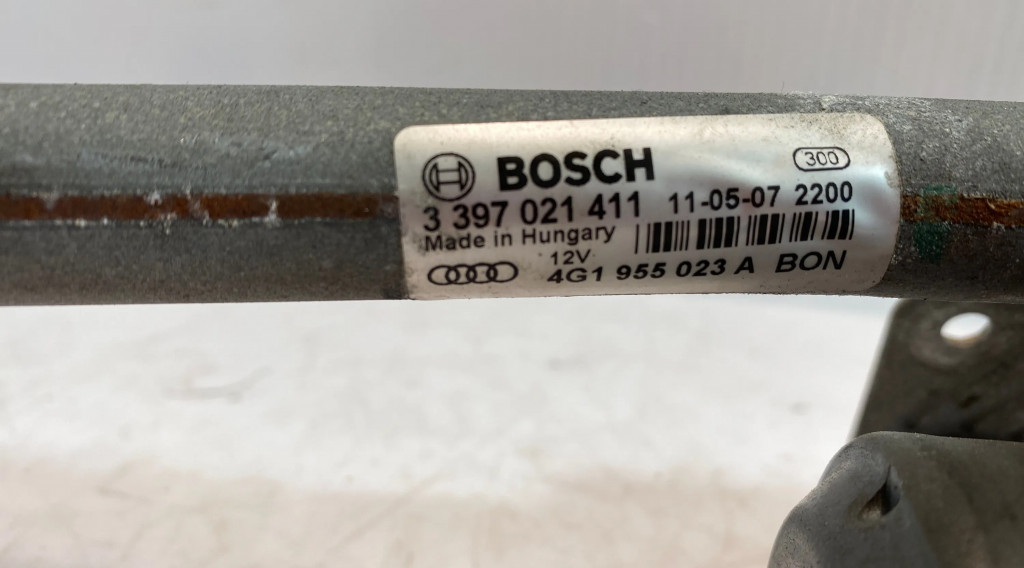 BOSCH 300
3 397 021 411 11-05-07 2200
Made in Hungary
12V
4G1 955 023 A BON